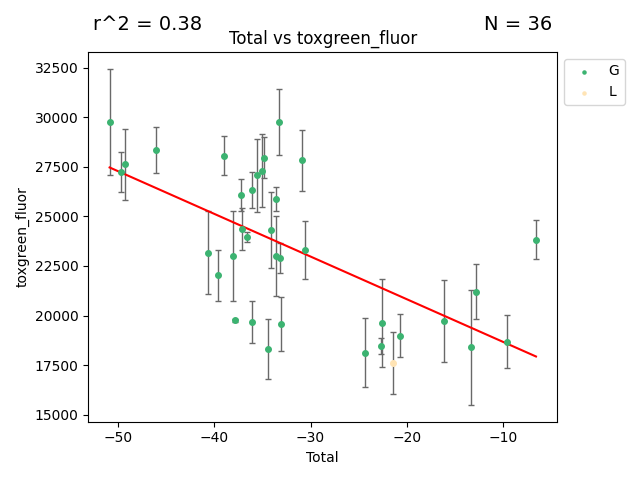 r^2 = 0.38
N = 36
Total vs toxgreen_fluor
G
L
32500
30000
27500
25000
22500
20000
17500
15000
toxgreen_fluor
−50
−40
−30
−20
−10
Total